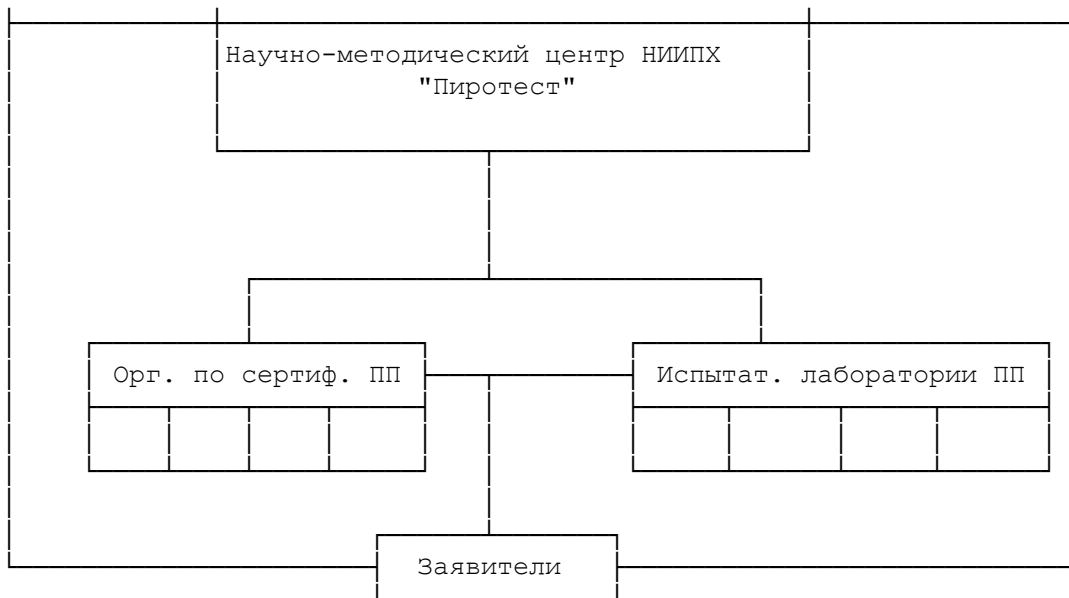 Научно-методический центр НИИПХ
"Пиротест"
Орг. по сертиф. ПП
Испытат. лаборатории ПП
Заявители